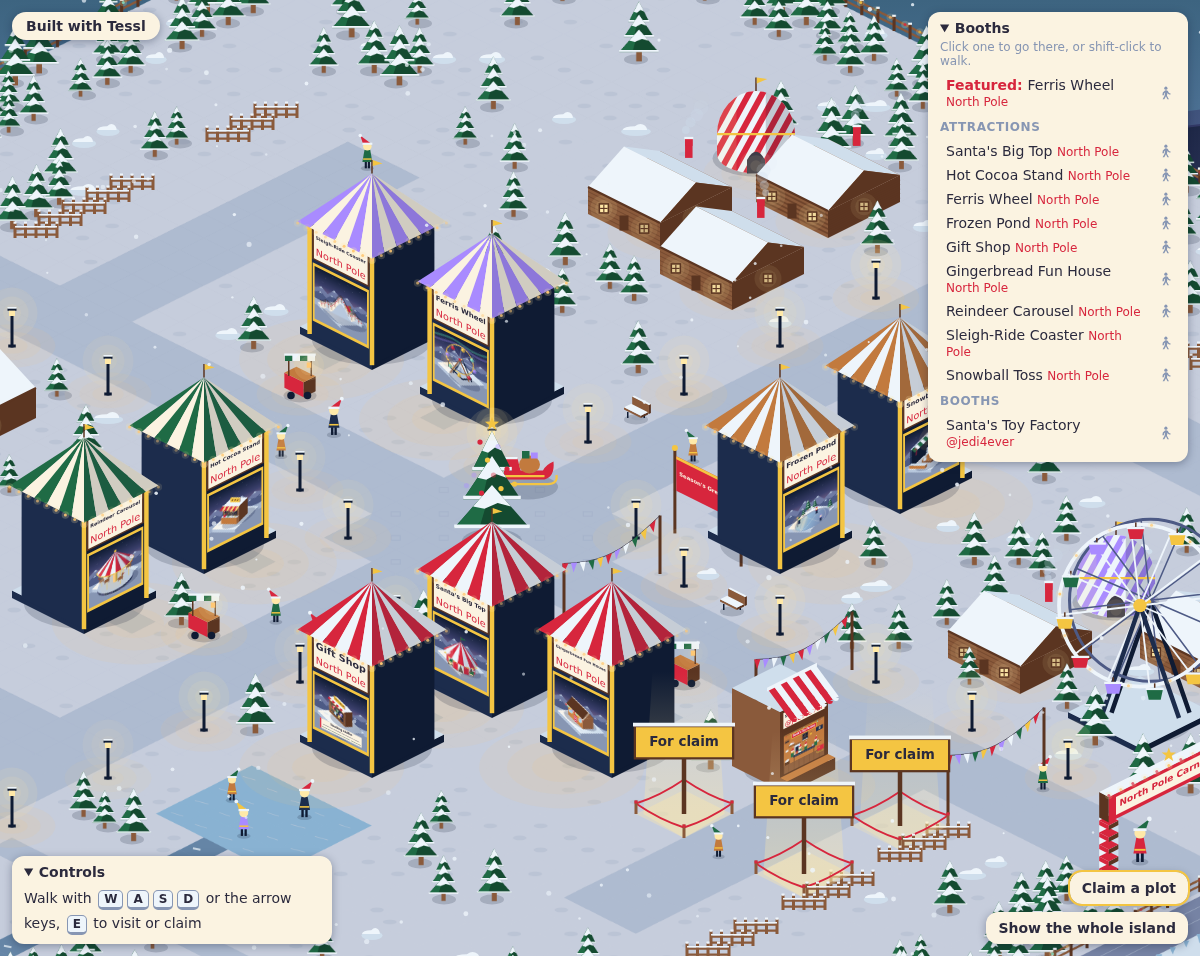 Built with Tessl
▼ Booths
Click one to go there, or shift-click to
walk.
Featured: Ferris Wheel
North Pole
ATTRACTIONS
Santa's Big Top North Pole
Hot Cocoa Stand North Pole
Ferris Wheel North Pole
Frozen Pond North Pole
Gift Shop North Pole
Gingerbread Fun House
North Pole
Reindeer Carousel North Pole
Sleigh-Ride Coaster North
Pole
Snowball Toss North Pole
BOOTHS
Santa's Toy Factory
@jedi4ever
Sleigh-Ride Coaster
North Pole
Ferris Wheel
North Pole
Hot Cocoa Stand
North Pole
Reindeer Carousel
North Pole
Frozen Pond
North Pole
Santa's Big Top
North Pole
Gift Shop
North Pole
Gingerbread Fun House
North Pole
For claim
For claim
For claim
North Pole Carn
▼ Controls
Walk with W A S D or the arrow
keys, E to visit or claim
Claim a plot
Show the whole island